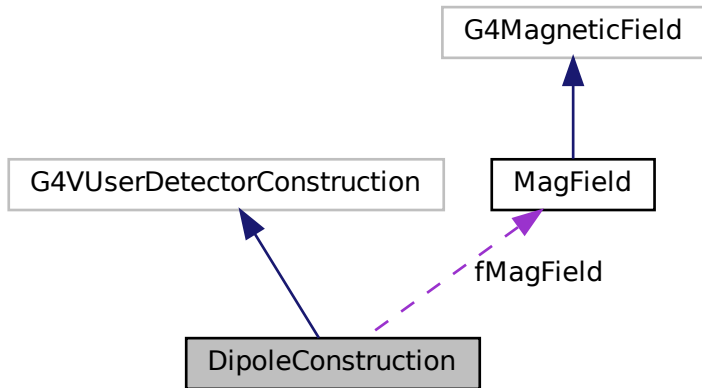 G4MagneticField
G4VUserDetectorConstruction
MagField
fMagField
DipoleConstruction